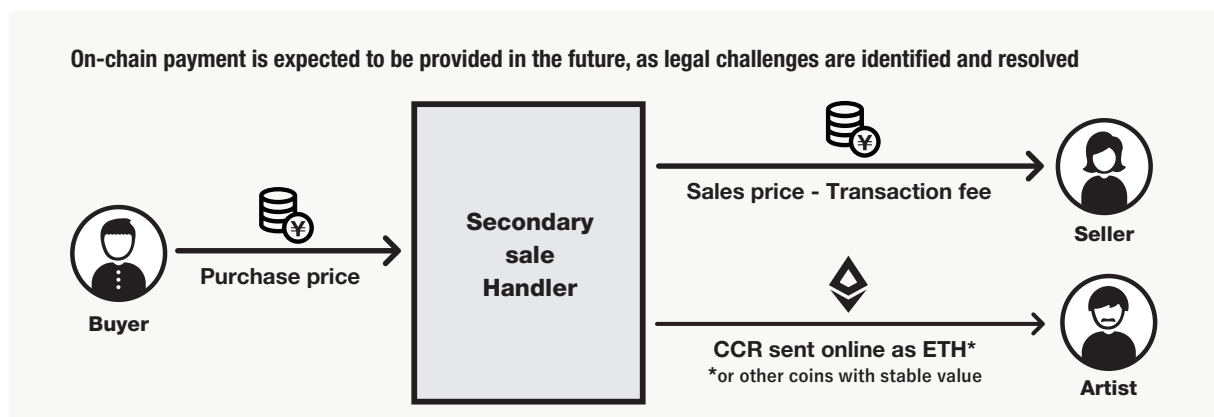 On-chain payment is expected to be provided in the future, as legal challenges are identified and resolved
¥
Purchase price
Buyer
Secondary
sale
Handler
¥
Sales price - Transaction fee
Seller
CCR sent online as ETH*
*or other coins with stable value
Artist